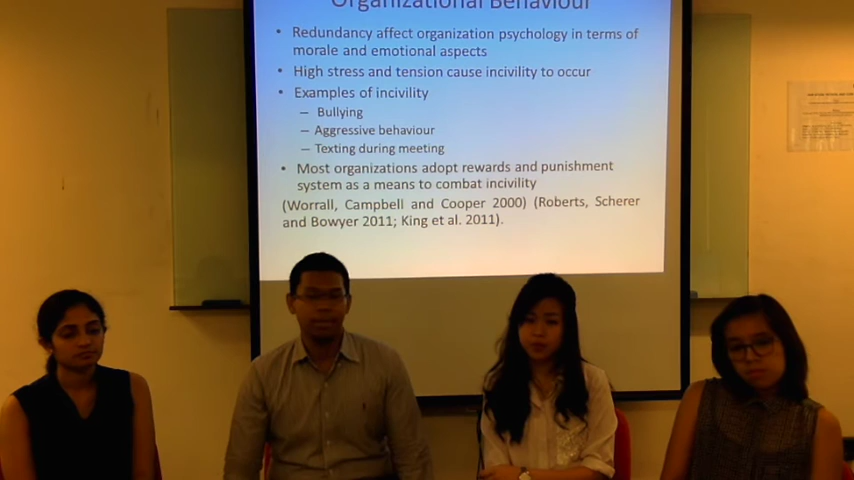 Organizational Behaviour
• Redundancy affect organization psychology in terms of
morale and emotional aspects
• High stress and tension cause incivility to occur
• Examples of incivility
– Bullying
– Aggressive behaviour
– Texting during meeting
• Most organizations adopt rewards and punishment
system as a means to combat incivility
(Worrall, Campbell and Cooper 2000) (Roberts, Scherer
and Bowyer 2011; King et al. 2011).